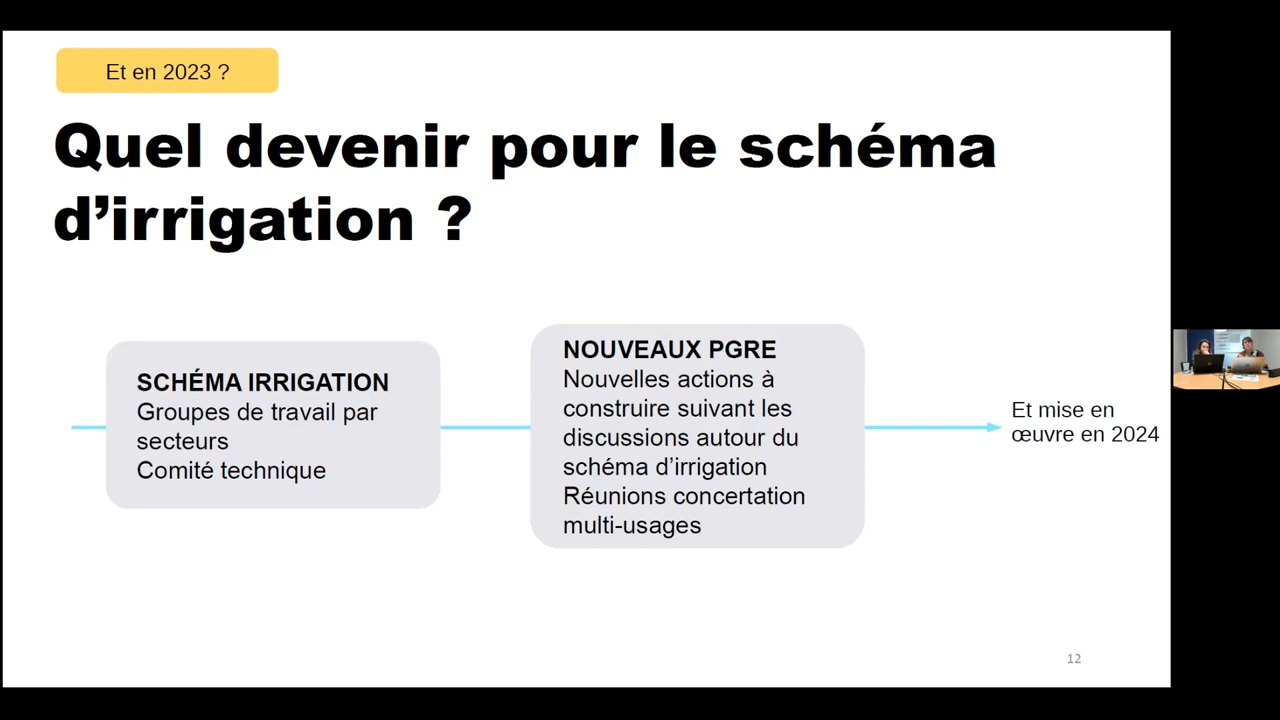 Et en 2023 ?
Quel devenir pour le schéma
d’irrigation ?
SCHÉMA IRRIGATION
Groupes de travail par
secteurs
Comité technique
NOUVEAUX PGRE
Nouvelles actions à
construire suivant les
discussions autour du
schéma d’irrigation
Réunions concertation
multi-usages
Et mise en
œuvre en 2024
12